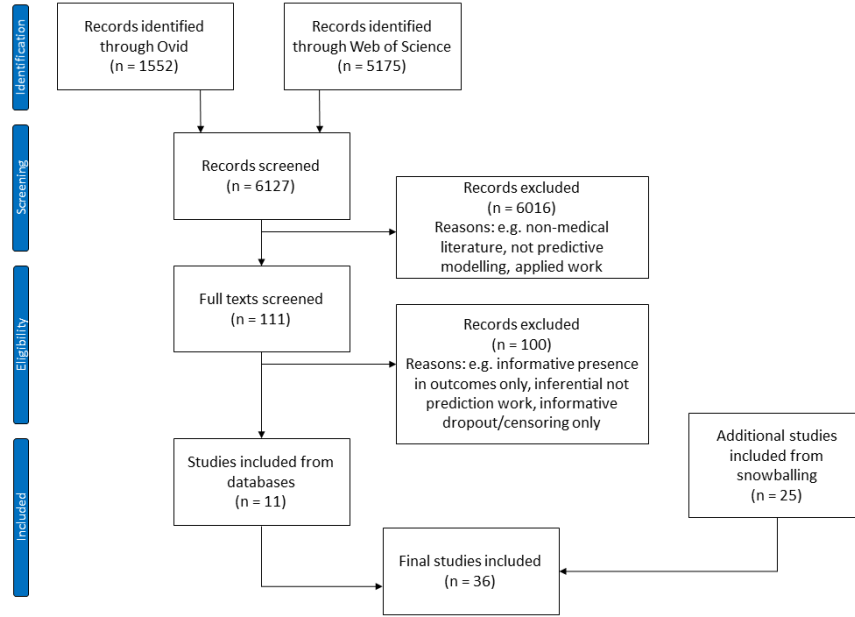 Identification
Records identified
through Ovid
(n = 1552)
Records identified
through Web of Science
(n = 5175)
Screening
Records screened
(n = 6127)
Records excluded
(n = 6016)
Reasons: e.g. non-medical
literature, not predictive
modelling, applied work
Eligibility
Full texts screened
(n = 111)
Records excluded
(n = 100)
Reasons: e.g. informative presence
in outcomes only, inferential not
prediction work, informative
dropout/censoring only
Included
Studies included from
databases
(n = 11)
Additional studies
included from
snowballing
(n = 25)
Final studies included
(n = 36)